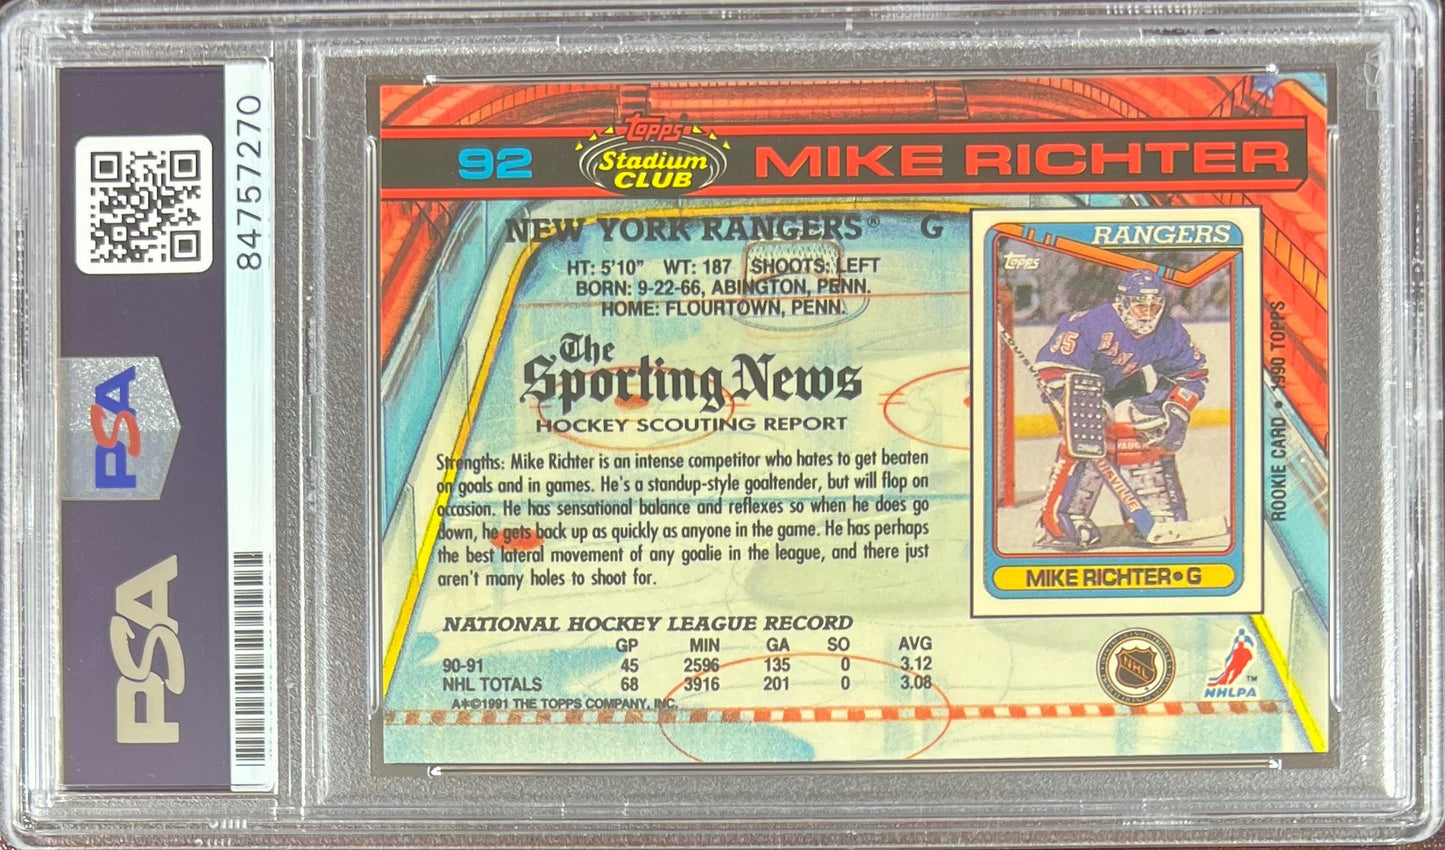 84757270
PSA
PSA
92
Topps
Stadium
CLUB
MIKE RICHTER
NEW YORK RANGERS® G
HT: 5'10" WT: 187 SHOOTS: LEFT
BORN: 9-22-66, ABINGTON, PENN.
HOME: FLOURTOWN, PENN.
The
Sporting News
HOCKEY SCOUTING REPORT
Strengths: Mike Richter is an intense competitor who hates to get beaten
on goals and in games. He's a standup-style goaltender, but will flop on
occasion. He has sensational balance and reflexes so when he does go
down, he gets back up as quickly as anyone in the game. He has perhaps
the best lateral movement of any goalie in the league, and there just
aren't many holes to shoot for.
NATIONAL HOCKEY LEAGUE RECORD
GP MIN GA SO AVG
90-91 45 2596 135 0 3.12
NHL TOTALS 68 3916 201 0 3.08
A*©1991 THE TOPPS COMPANY, INC.
RANGERS
Topps
35
LOUISVILLE
VAUGHN
LOUISVILLE
MIKE RICHTER•G
ROOKIE CARD • 1990 TOPPS
NHL
NHLPA
TM